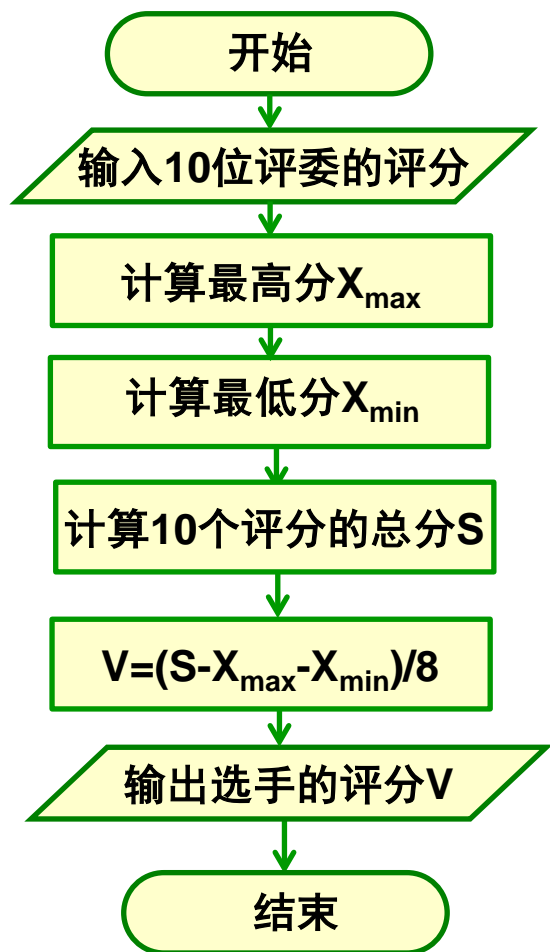 开始
输入10位评委的评分
计算最高分Xmax
计算最低分Xmin
计算10个评分的总分S
V=(S-Xmax-Xmin)/8
输出选手的评分V
结束